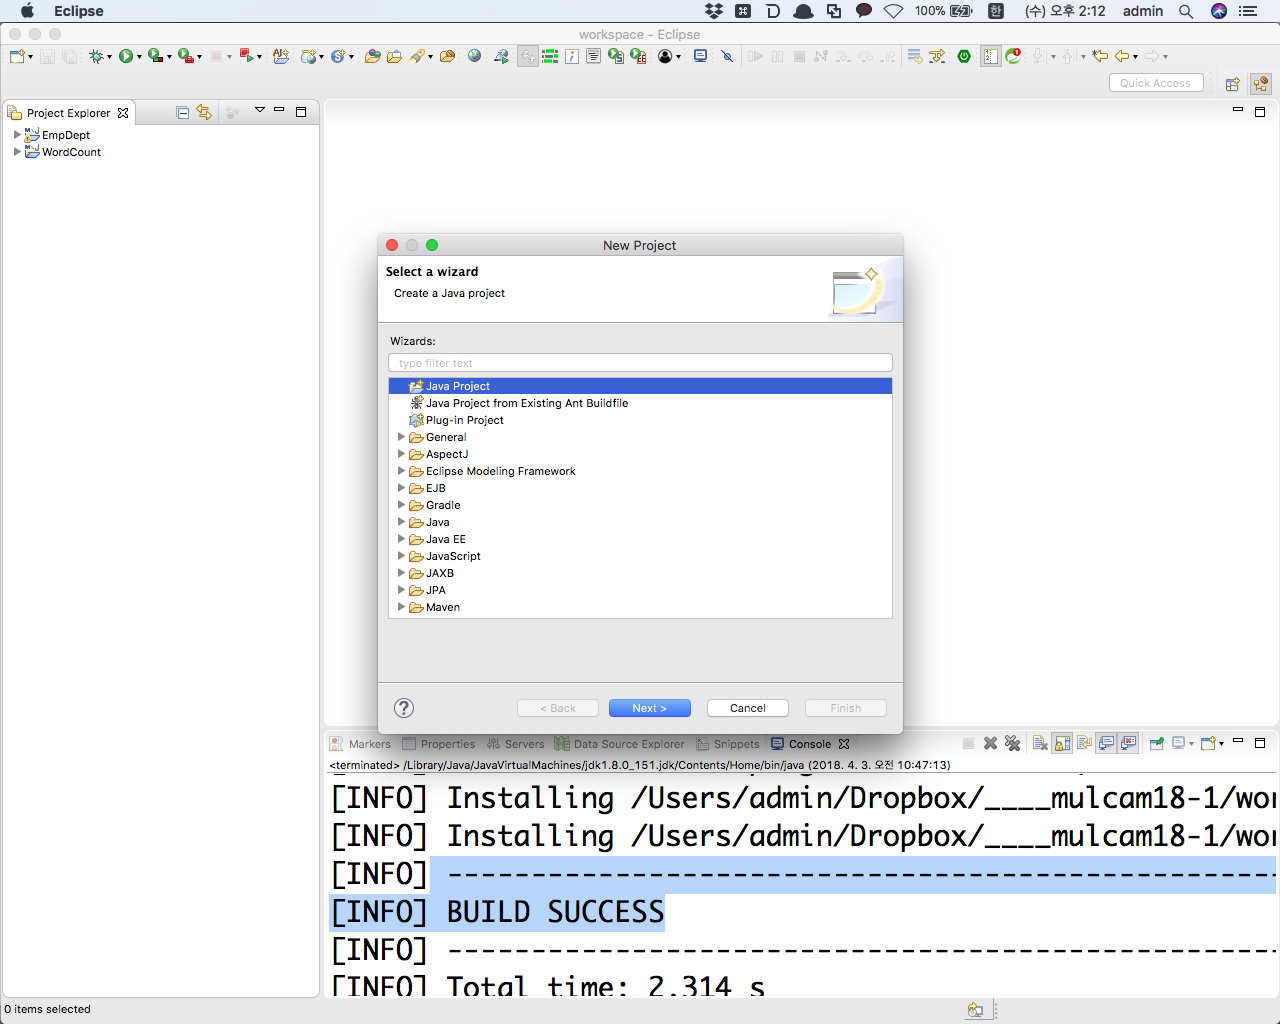 Eclipse
100%
한
(수) 오후 2:12
admin
workspace - Eclipse
Quick Access
Project Explorer
EmpDept
WordCount
New Project
Select a wizard
Create a Java project
Wizards:
type filter text
Java Project
Java Project from Existing Ant Buildfile
Plug-in Project
General
AspectJ
Eclipse Modeling Framework
EJB
Gradle
Java
Java EE
JavaScript
JAXB
JPA
Maven
?
< Back
Next >
Cancel
Finish
Markers
Properties
Servers
Data Source Explorer
Snippets
Console
<terminated> /Library/Java/JavaVirtualMachines/jdk1.8.0_151.jdk/Contents/Home/bin/java (2018. 4. 3. 오전 10:47:13)
[INFO] Installing /Users/admin/Dropbox/____mulcam18-1/wor
[INFO] Installing /Users/admin/Dropbox/____mulcam18-1/wor
[INFO] -------------------------------------------------
[INFO] BUILD SUCCESS
[INFO] -------------------------------------------------
[INFO] Total time: 2.314 s
0 items selected